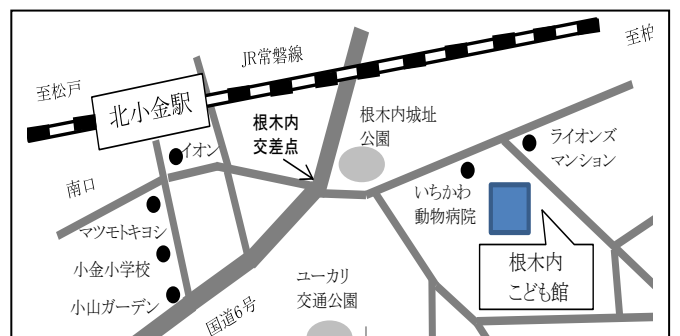 JR常磐線
至柏
至松戸
北小金駅
根木内
交差点
根木内城址
公園
ライオンズ
マンション
イオン
南口
いちかわ
動物病院
マツモトキヨシ
小金小学校
小山ガーデン
根木内
こども館
ユーカリ
交通公園
国道6号